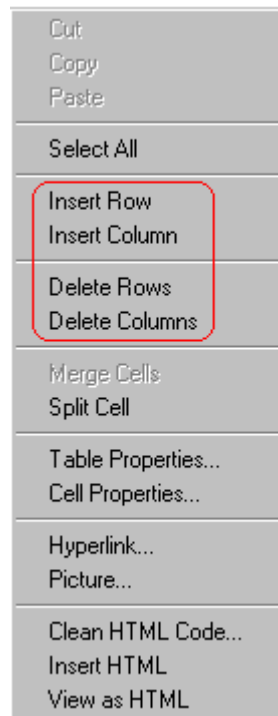 Cut
Copy
Paste
Select All
Insert Row
Insert Column
Delete Rows
Delete Columns
Merge Cells
Split Cell
Table Properties...
Cell Properties...
Hyperlink...
Picture...
Clean HTML Code...
Insert HTML
View as HTML